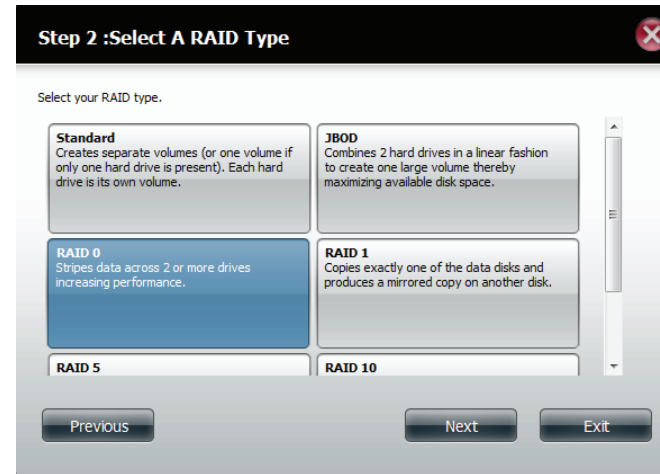 Step 2 :Select A RAID Type
Select your RAID type.
Standard
Creates separate volumes (or one volume if
only one hard drive is present). Each hard
drive is its own volume.
JBOD
Combines 2 hard drives in a linear fashion
to create one large volume thereby
maximizing available disk space.
RAID 0
Stripes data across 2 or more drives
increasing performance.
RAID 1
Copies exactly one of the data disks and
produces a mirrored copy on another disk.
RAID 5
RAID 10
Previous
Next
Exit